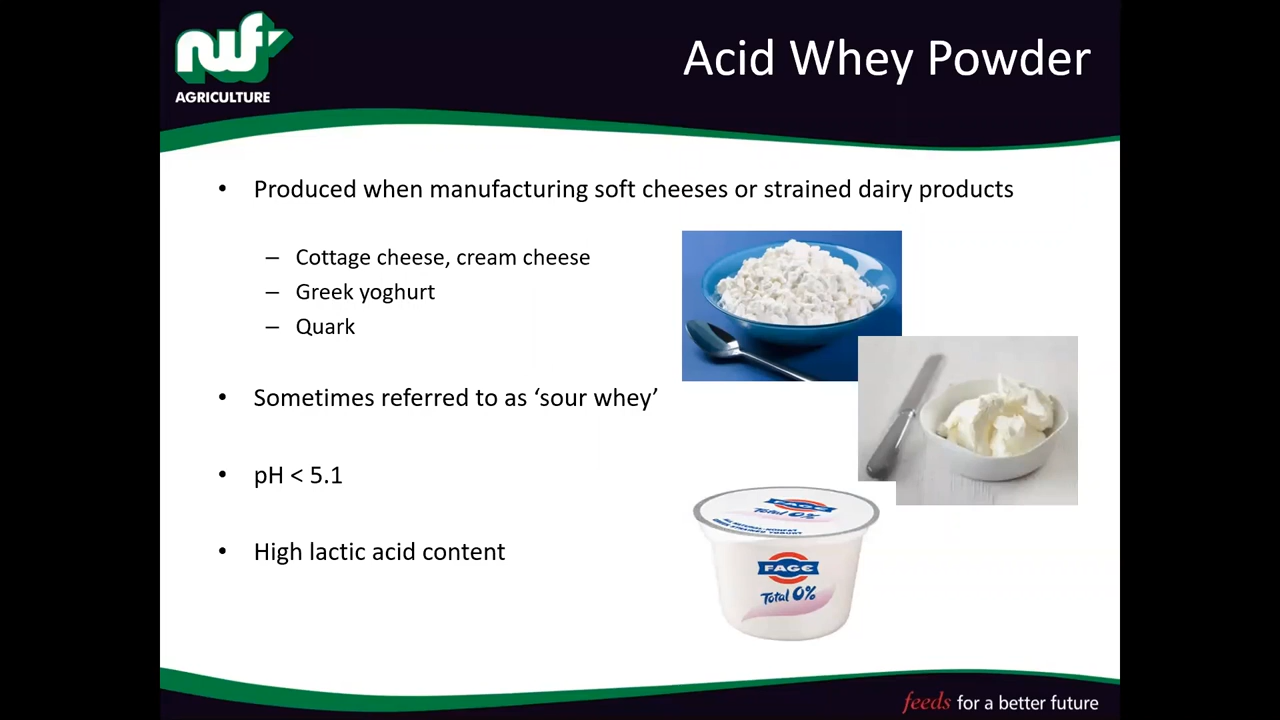 nwf
AGRICULTURE
Acid Whey Powder
• Produced when manufacturing soft cheeses or strained dairy products
– Cottage cheese, cream cheese
– Greek yoghurt
– Quark
• Sometimes referred to as ‘sour whey’
• pH < 5.1
• High lactic acid content
FAGE
Total 0%
FAGE
Total 0%
feeds for a better future